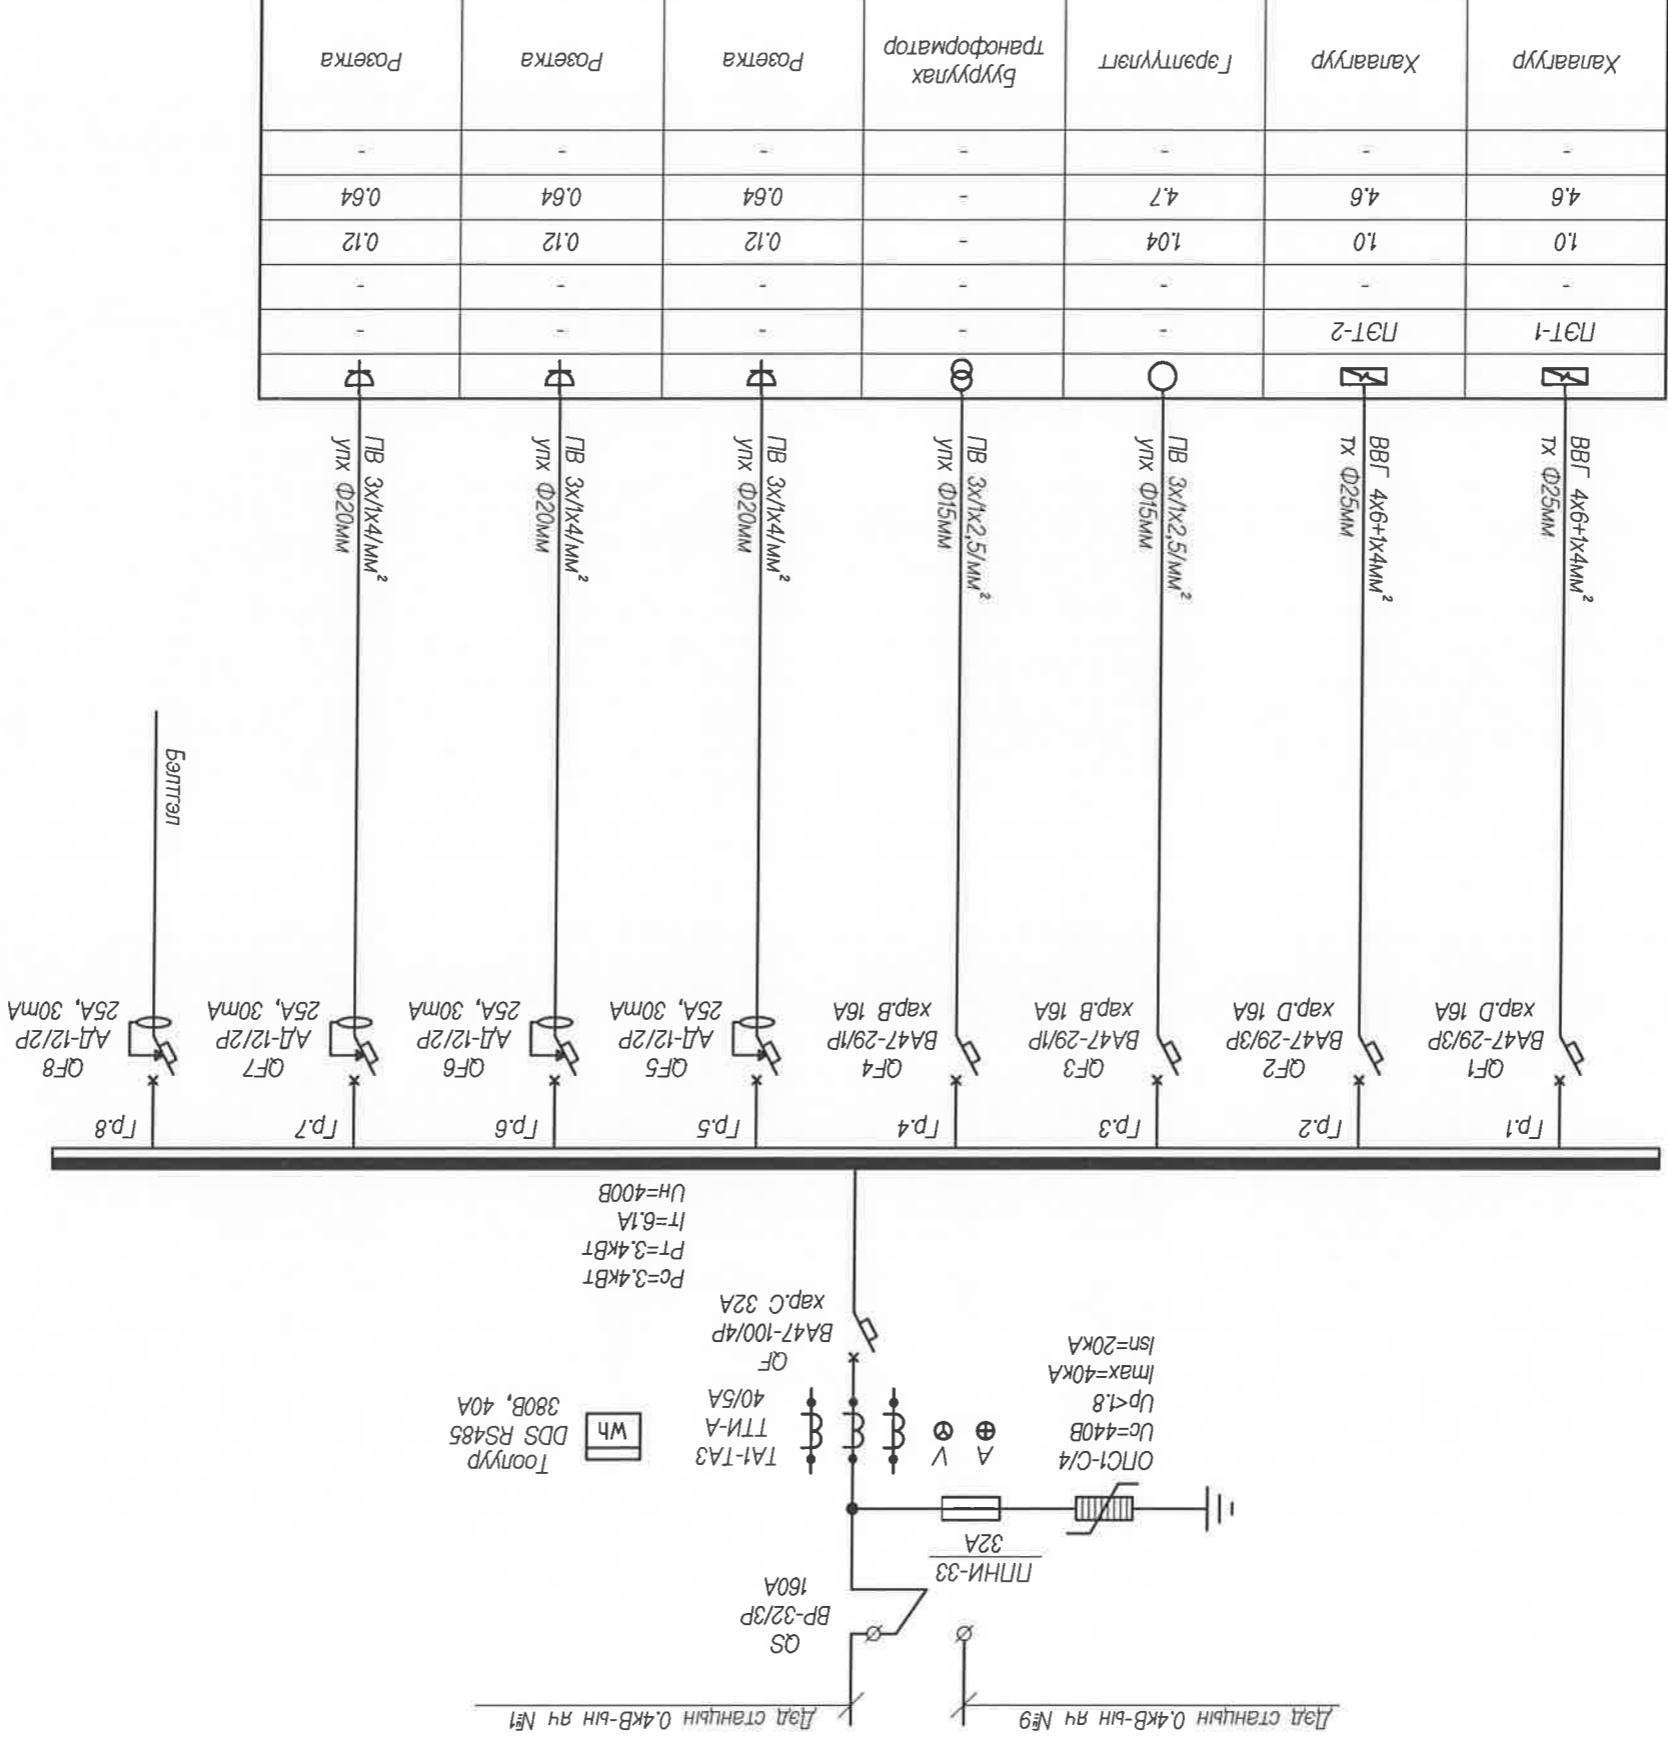 Дэд станцын 0.4кВ-ын яч №9
Дэд станцын 0.4кВ-ын яч №1
QS
ВР-32/3Р
160А
ППНИ-33
32А
ОПС1-С/4
Uc=440В
Up<1.8
Imax=40кА
Isn=20кА
А
V
ТА1-ТА3
ТТИ-А
40/5А
Wh
Тоолуур
DDS RS485
380В, 40А
QF
ВА47-100/4Р
хар.С 32А
Рс=3.4кВт
Рт=3.4кВт
Iт=6.1А
Uн=400В
Гр.1
Гр.2
Гр.3
Гр.4
Гр.5
Гр.6
Гр.7
Гр.8
QF1
ВА47-29/3Р
хар.D 16А
QF2
ВА47-29/3Р
хар.D 16А
QF3
ВА47-29/1Р
хар.В 16А
QF4
ВА47-29/1Р
хар.В 16А
QF5
АД-12/2Р
25А, 30mА
QF6
АД-12/2Р
25А, 30mА
QF7
АД-12/2Р
25А, 30mА
QF8
АД-12/2Р
25А, 30mА
ВВГ 4х6+1х4мм²
тх Ф25мм
ВВГ 4х6+1х4мм²
тх Ф25мм
ПВ 3х/1х2,5/мм²
упх Ф15мм
ПВ 3х/1х2,5/мм²
упх Ф15мм
ПВ 3х/1х4/мм²
упх Ф20мм
ПВ 3х/1х4/мм²
упх Ф20мм
ПВ 3х/1х4/мм²
упх Ф20мм
Бэлтгэл
ПЭТ-1 ПЭТ-2 - - - - -
- - - - - - -
1.0 1.0 1.04 - 0.12 0.12 0.12
4.6 4.6 4.7 - 0.64 0.64 0.64
- - - - - - -
Халаагуур
Халаагуур
Гэрэлтүүлэгт
Бууруулах
трансформатор
Розетка
Розетка
Розетка